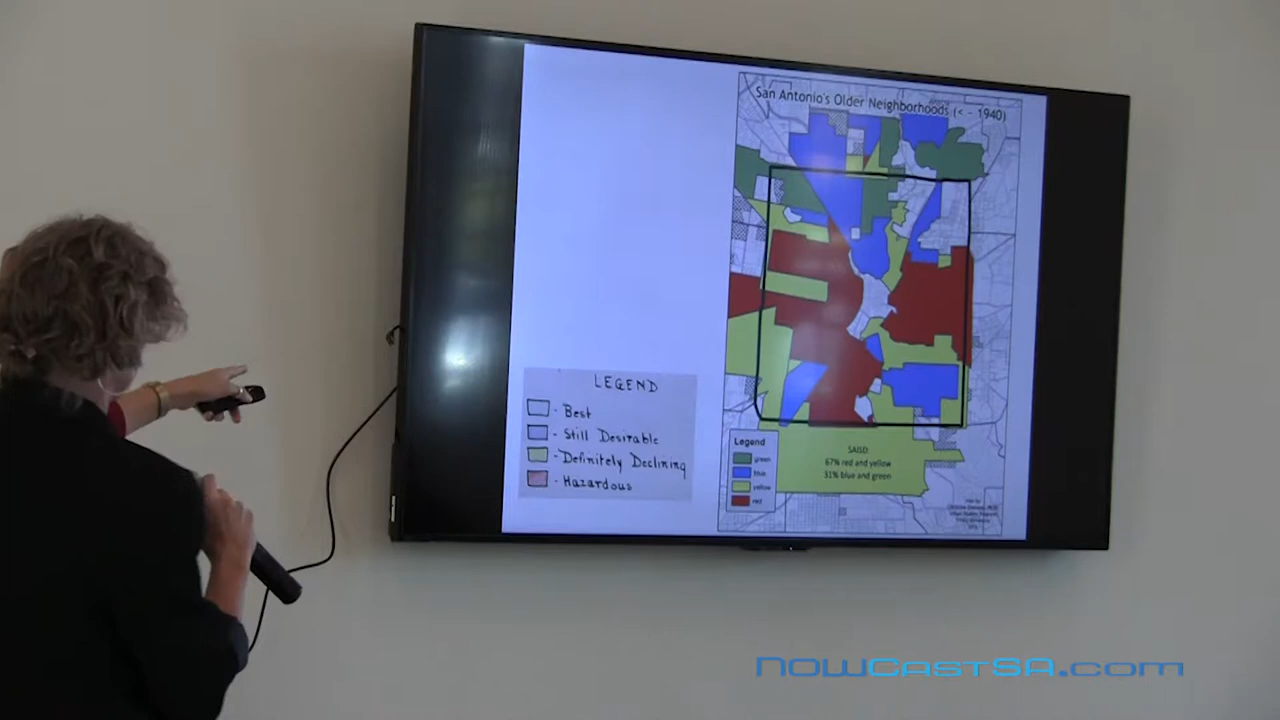 San Antonio's Older Neighborhoods (< - 1940)
LEGEND
- Best
- Still Desirable
- Definitely Declining
- Hazardous
Legend
green
blue
yellow
red
SAISD
67% red and yellow
31% blue and green
nowcastsa.com